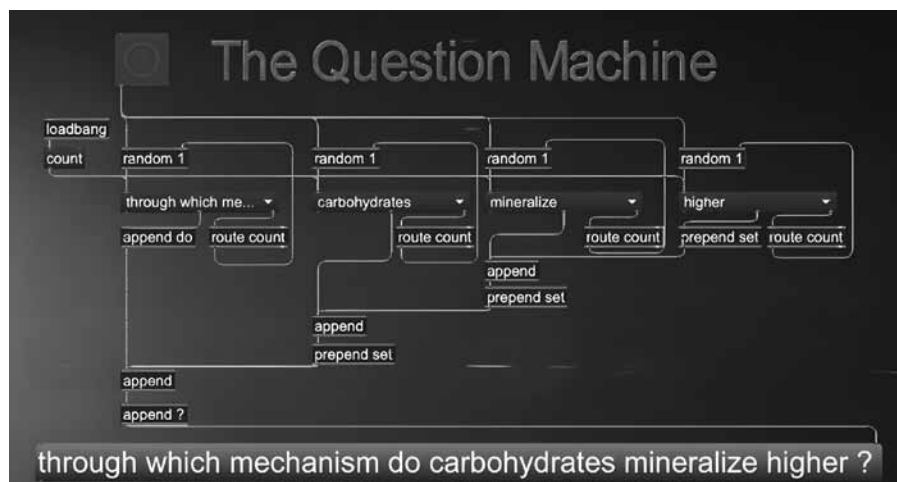 The Question Machine
loadbang
count
random 1
random 1
random 1
random 1
through which me...
carbohydrates
mineralize
higher
append do
route count
route count
route count
prepend set
route count
append
prepend set
append
prepend set
append
append ?
through which mechanism do carbohydrates mineralize higher ?